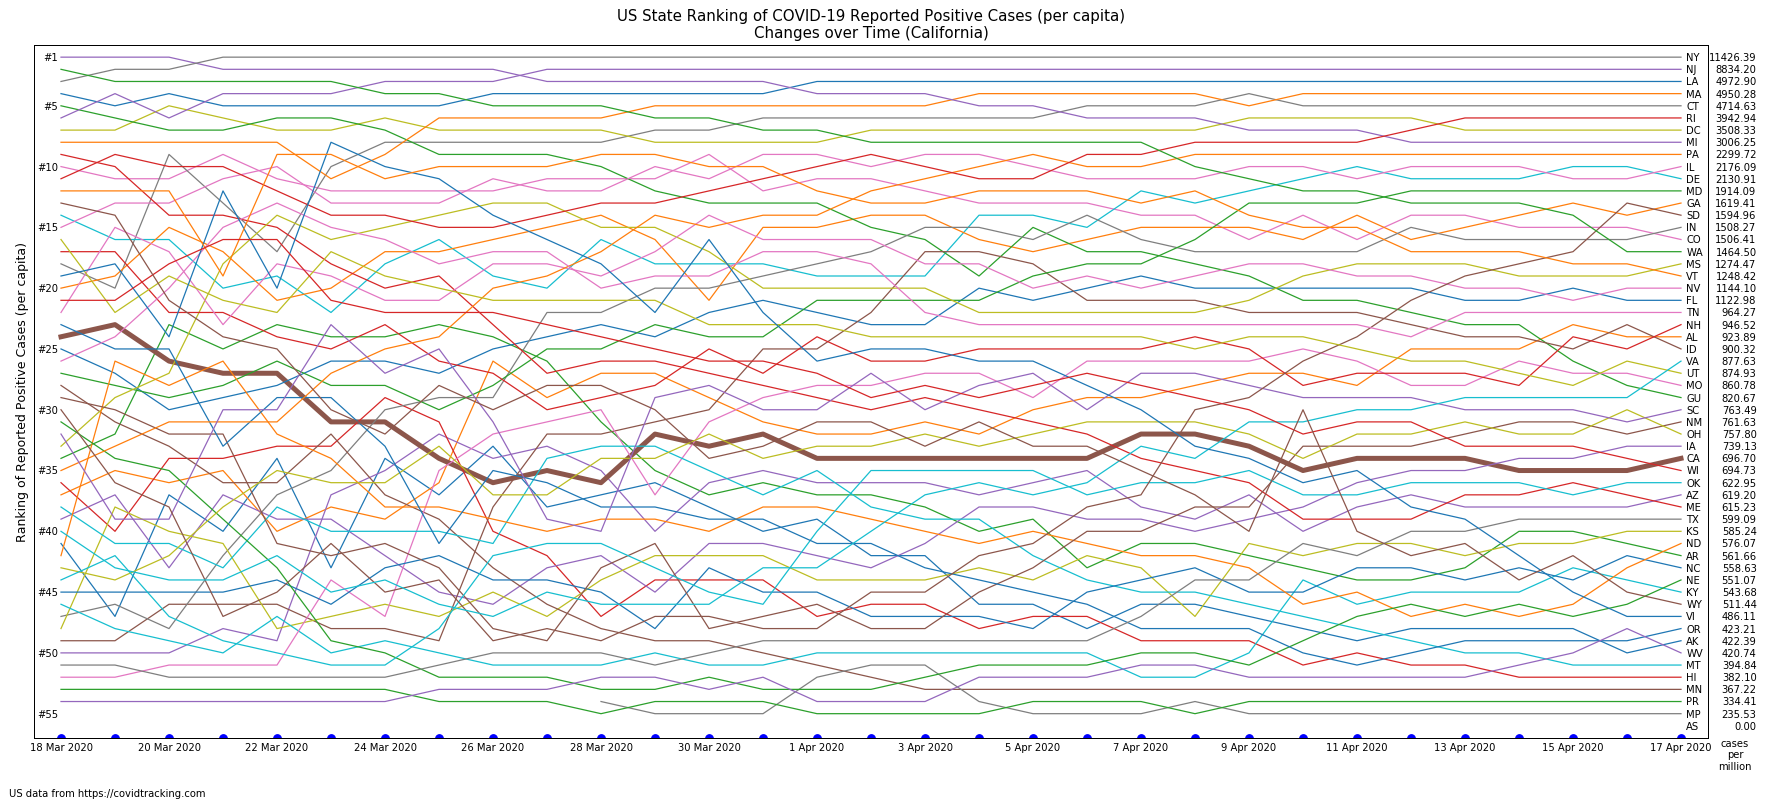 US State Ranking of COVID-19 Reported Positive Cases (per capita)
Changes over Time (California)
Ranking of Reported Positive Cases (per capita)
#1
#5
#10
#15
#20
#25
#30
#35
#40
#45
#50
#55
NY 11426.39
NJ 8834.20
LA 4972.90
MA 4950.28
CT 4714.63
RI 3942.94
DC 3508.33
MI 3006.25
PA 2299.72
IL 2176.09
DE 2130.91
MD 1914.09
GA 1619.41
SD 1594.96
IN 1508.27
CO 1506.41
WA 1464.50
MS 1274.47
VT 1248.42
NV 1144.10
FL 1122.98
TN 964.27
NH 946.52
AL 923.89
ID 900.32
VA 877.63
UT 874.93
MO 860.78
GU 820.67
SC 763.49
NM 761.63
OH 757.80
IA 739.13
CA 696.70
WI 694.73
OK 622.95
AZ 619.20
ME 615.23
TX 599.09
KS 585.24
ND 576.07
AR 561.66
NC 558.63
NE 551.07
KY 543.68
WY 511.44
VI 486.11
OR 423.21
AK 422.39
WV 420.74
MT 394.84
HI 382.10
MN 367.22
PR 334.41
MP 235.53
AS 0.00
18 Mar 2020 20 Mar 2020 22 Mar 2020 24 Mar 2020 26 Mar 2020 28 Mar 2020 30 Mar 2020 1 Apr 2020 3 Apr 2020 5 Apr 2020 7 Apr 2020 9 Apr 2020 11 Apr 2020 13 Apr 2020 15 Apr 2020 17 Apr 2020
cases
per
million
US data from https://covidtracking.com